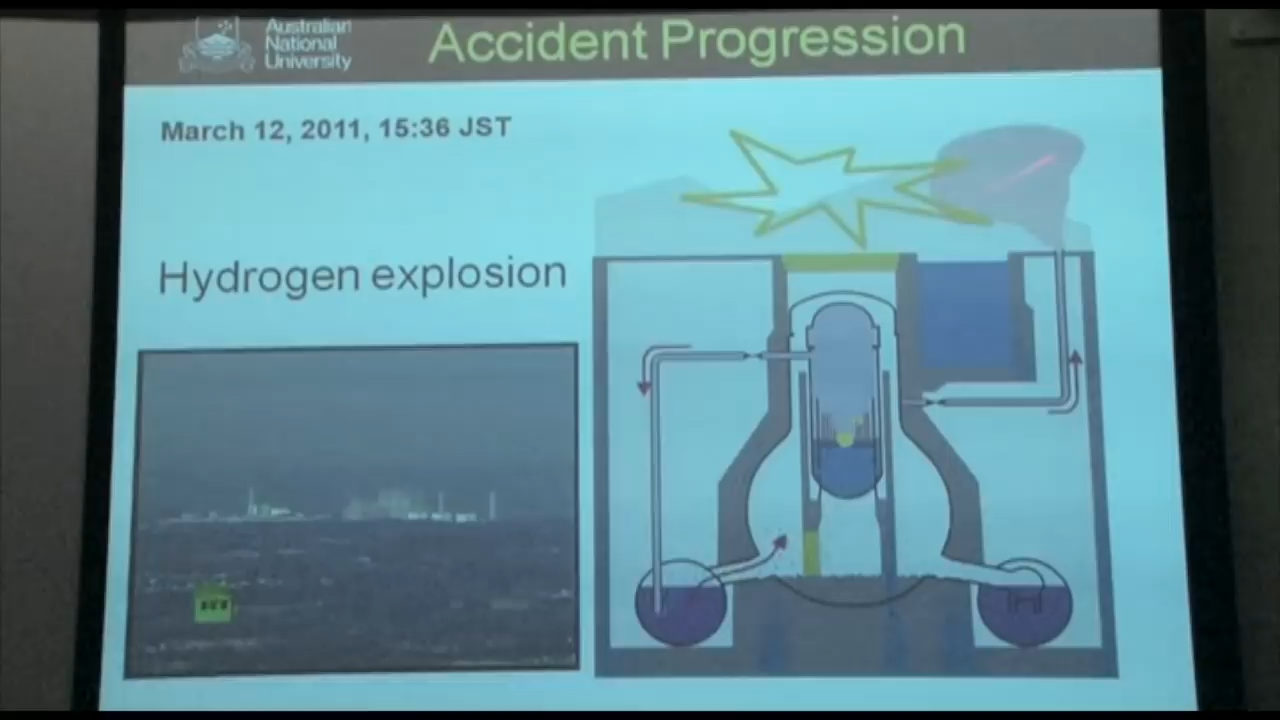 Australian
National
University
Accident Progression
March 12, 2011, 15:36 JST
Hydrogen explosion